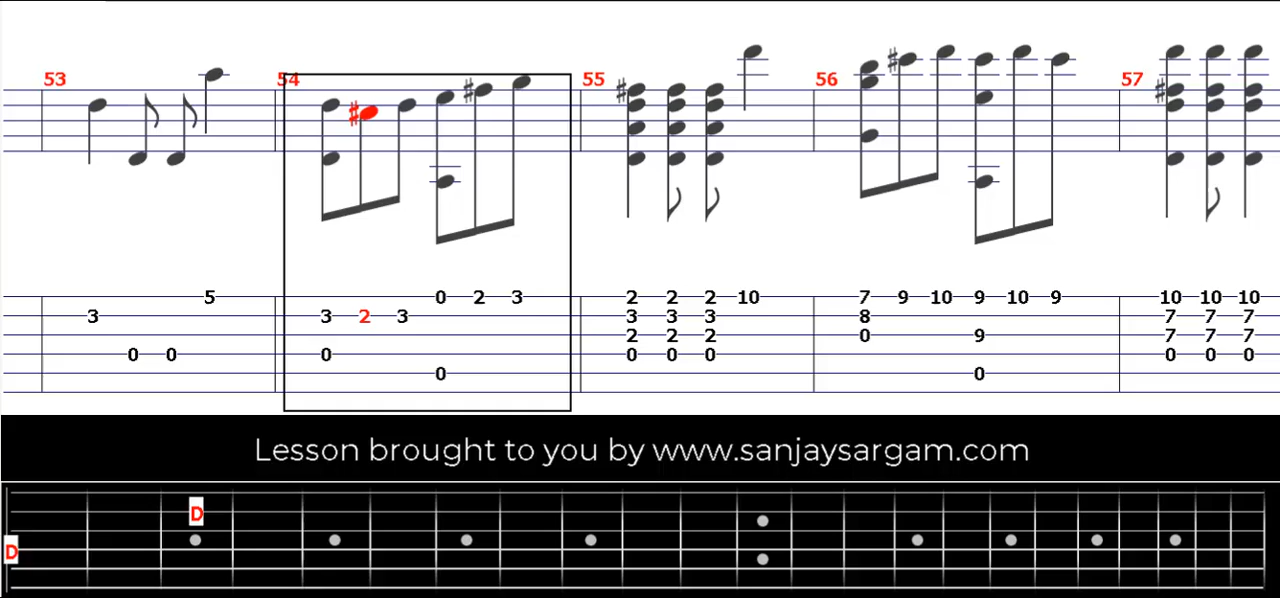 53 54 55 56 57
5 0 2 3 2 2 2 10 7 9 10 9 10 9 10 10 10
3 3 2 3 3 3 3 8 7 7 7
2 2 2 0 9 7 7 7
0 0 0 0 0 0 0 0 0
0 0
Lesson brought to you by www.sanjaysargam.com
D
D